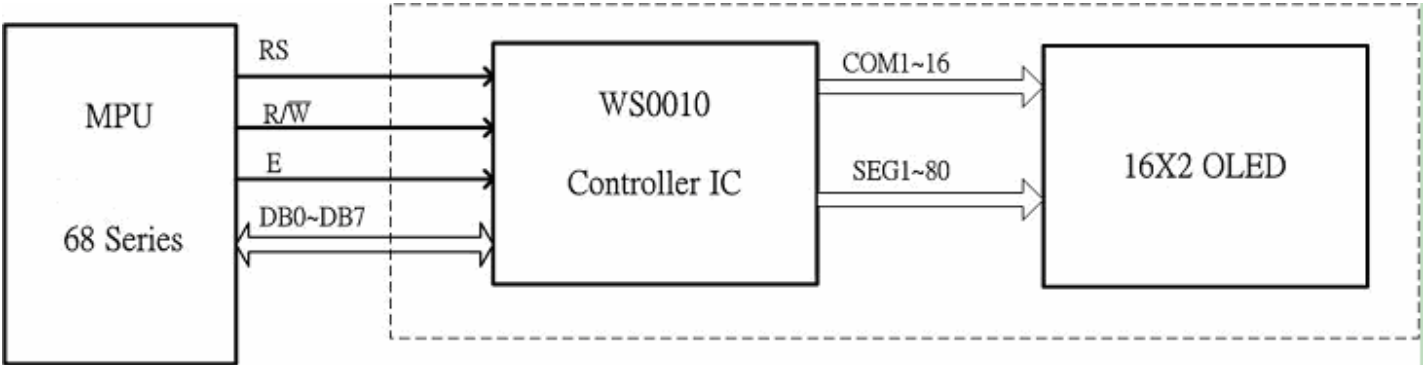 MPU
68 Series
RS
R/W̅
E
DB0~DB7
WS0010
Controller IC
COM1~16
SEG1~80
16X2 OLED